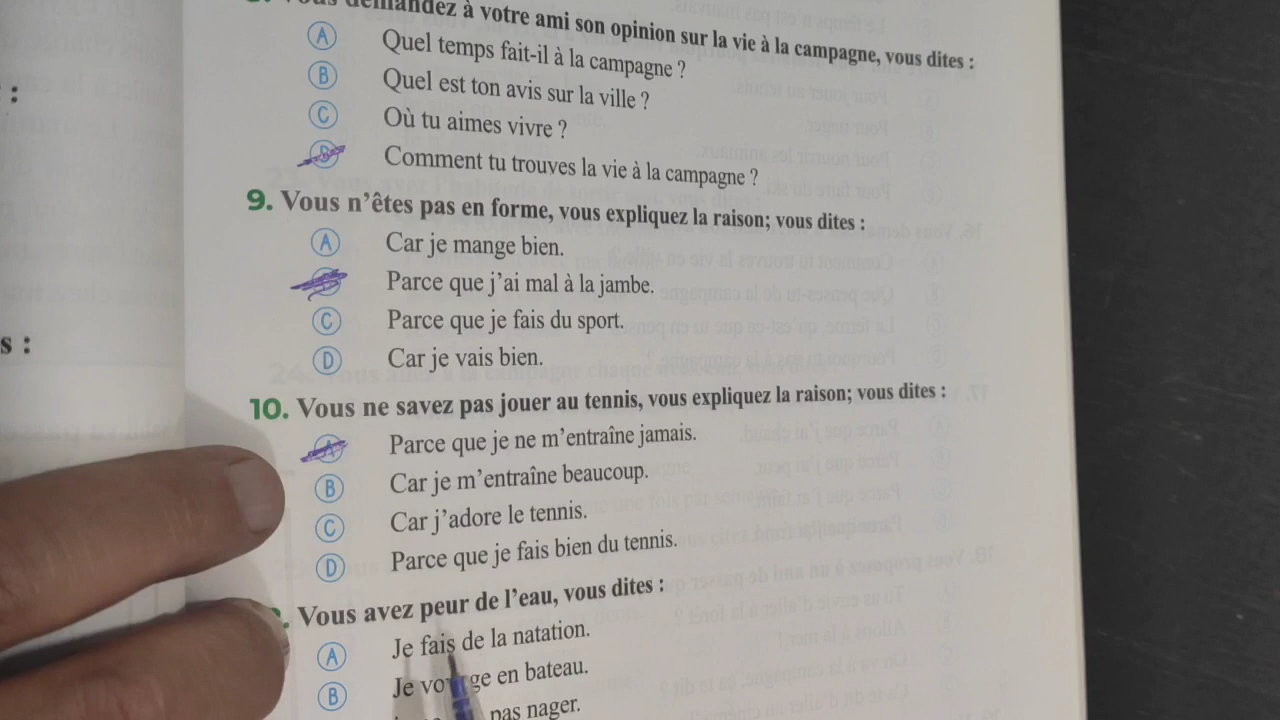 demandez à votre ami son opinion sur la vie à la campagne, vous dites :
A Quel temps fait-il à la campagne ?
B Quel est ton avis sur la ville ?
C Où tu aimes vivre ?
D Comment tu trouves la vie à la campagne ?
9. Vous n'êtes pas en forme, vous expliquez la raison; vous dites :
A Car je mange bien.
B Parce que j'ai mal à la jambe.
C Parce que je fais du sport.
D Car je vais bien.
10. Vous ne savez pas jouer au tennis, vous expliquez la raison; vous dites :
A Parce que je ne m'entraîne jamais.
B Car je m'entraîne beaucoup.
C Car j'adore le tennis.
D Parce que je fais bien du tennis.
Vous avez peur de l'eau, vous dites :
A Je fais de la natation.
B Je voyage en bateau.
pas nager.
s :